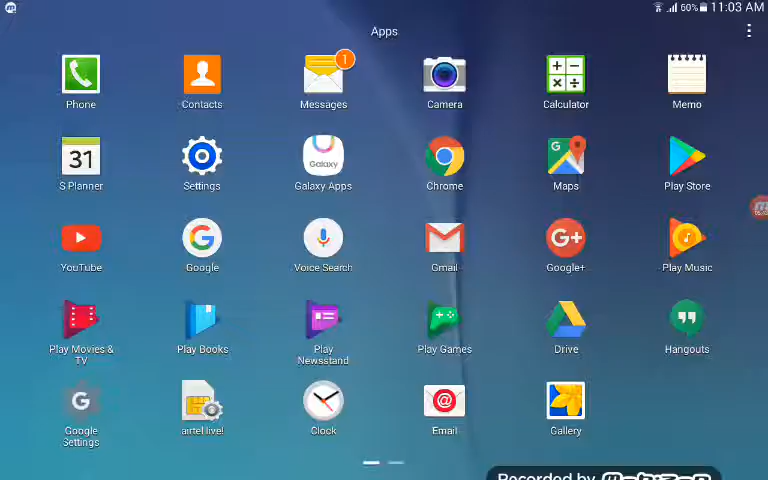 60% 11:03 AM
Apps
1
Phone Contacts Messages Camera Calculator Memo
31 Galaxy G
S Planner Settings Galaxy Apps Chrome Maps Play Store
G G+
YouTube Google Voice Search Gmail Google+ Play Music
Play Movies & TV Play Books Play Newsstand Play Games Drive Hangouts
G @
Google Settings airtel live! Clock Email Gallery
Recorded by Mobizen